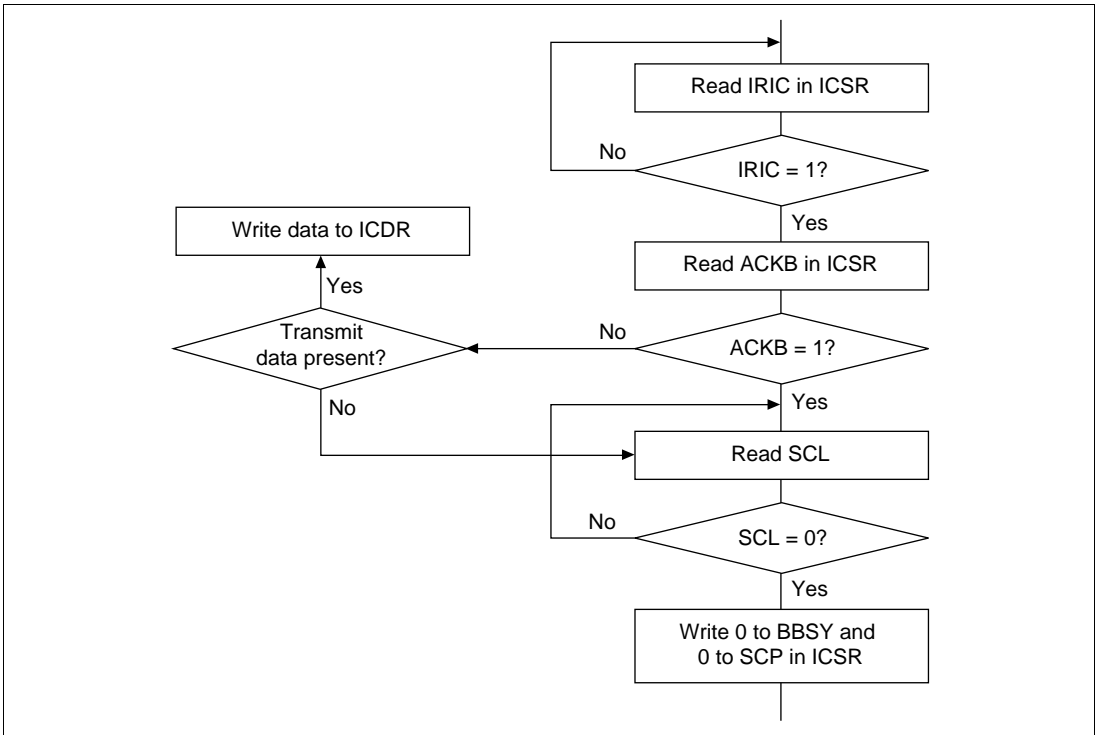 Read IRIC in ICSR
No
IRIC = 1?
Yes
Write data to ICDR
Read ACKB in ICSR
Yes
Transmit
data present?
No
ACKB = 1?
Yes
No
Read SCL
No
SCL = 0?
Yes
Write 0 to BBSY and
0 to SCP in ICSR